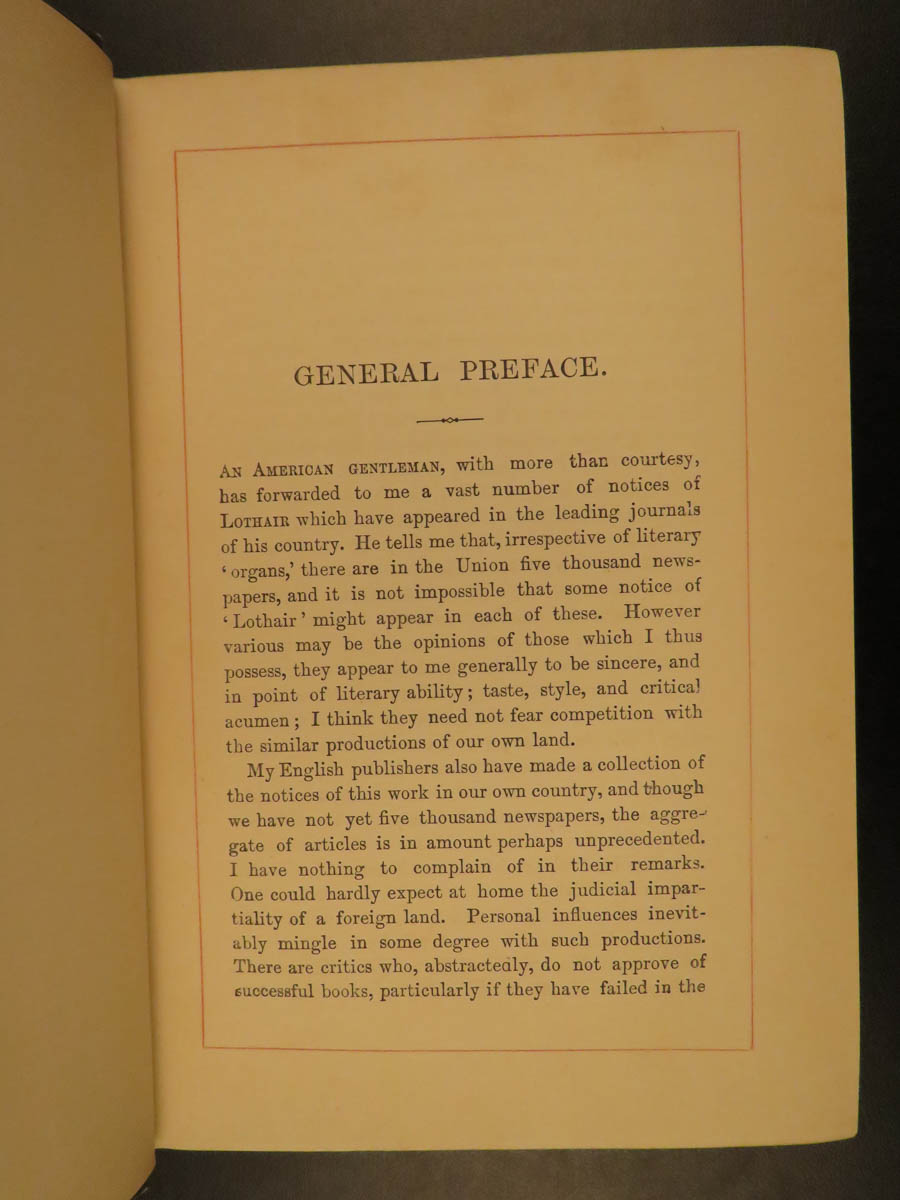 GENERAL PREFACE.
AN AMERICAN GENTLEMAN, with more than courtesy,
has forwarded to me a vast number of notices of
LOTHAIR which have appeared in the leading journals
of his country. He tells me that, irrespective of literary
‘organs,’ there are in the Union five thousand news-
papers, and it is not impossible that some notice of
‘Lothair’ might appear in each of these. However
various may be the opinions of those which I thus
possess, they appear to me generally to be sincere, and
in point of literary ability; taste, style, and critical
acumen; I think they need not fear competition with
the similar productions of our own land.
My English publishers also have made a collection of
the notices of this work in our own country, and though
we have not yet five thousand newspapers, the aggre-
gate of articles is in amount perhaps unprecedented.
I have nothing to complain of in their remarks.
One could hardly expect at home the judicial impar-
tiality of a foreign land. Personal influences inevit-
ably mingle in some degree with such productions.
There are critics who, abstractedly, do not approve of
successful books, particularly if they have failed in the